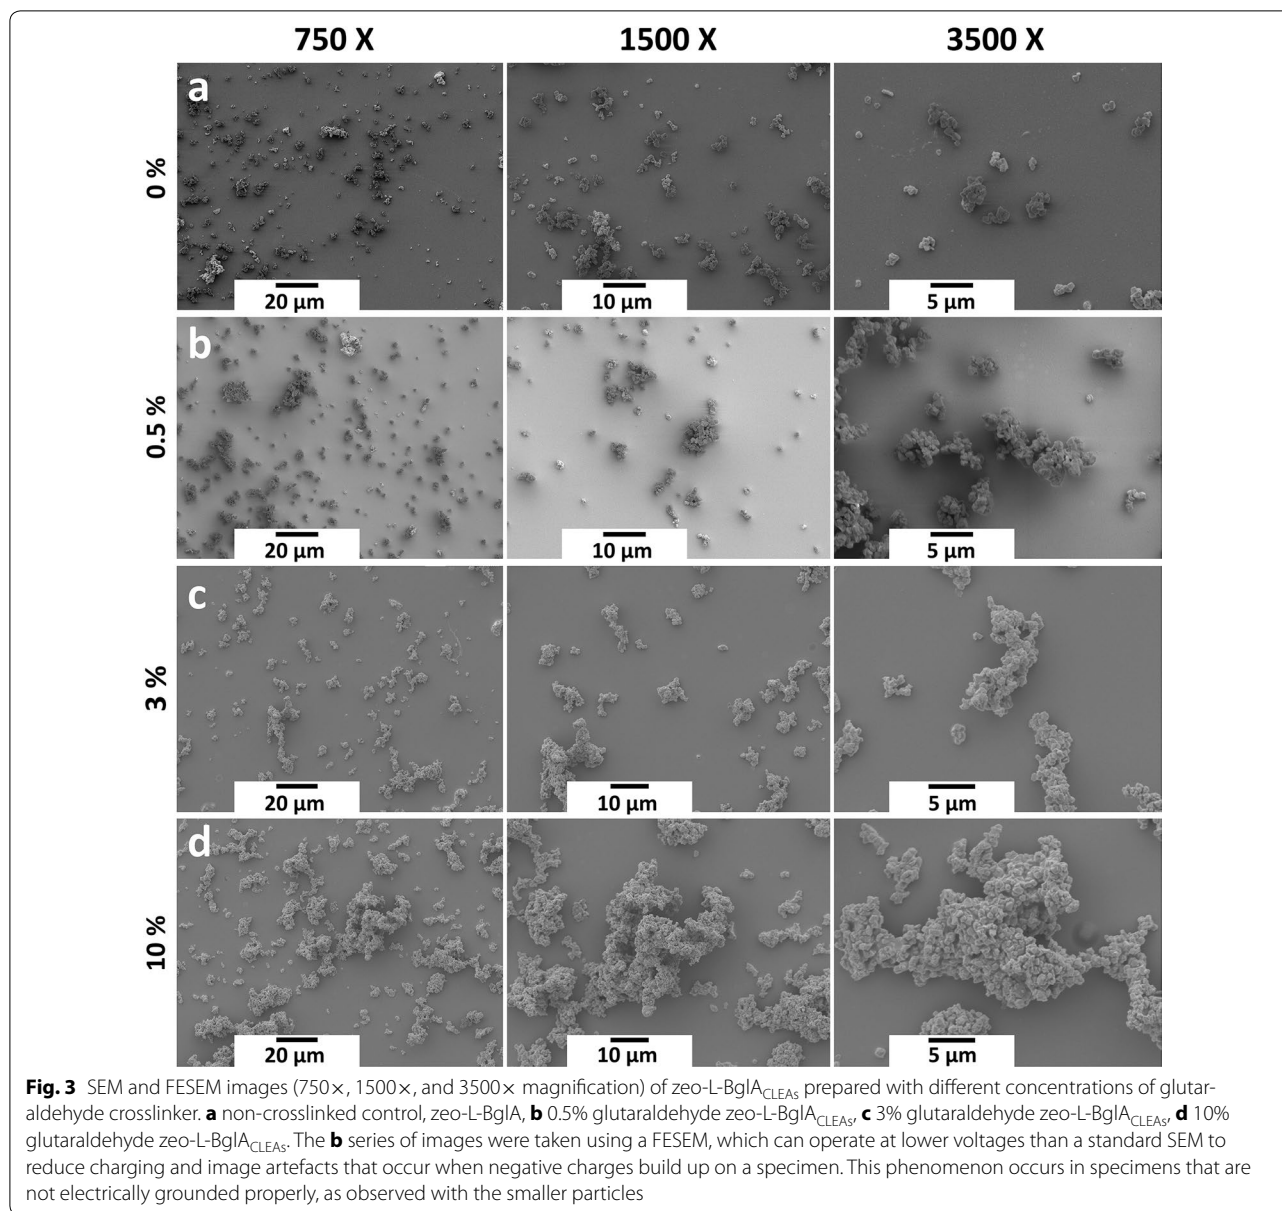 750 X 1500 X 3500 X
a
0 %
20 µm 10 µm 5 µm
b
0.5 %
20 µm 10 µm 5 µm
c
3 %
20 µm 10 µm 5 µm
d
10 %
20 µm 10 µm 5 µm
Fig. 3 SEM and FESEM images (750×, 1500×, and 3500× magnification) of zeo-L-BglA_CLEAs prepared with different concentrations of glutar-
aldehyde crosslinker. a non-crosslinked control, zeo-L-BglA, b 0.5% glutaraldehyde zeo-L-BglA_CLEAs, c 3% glutaraldehyde zeo-L-BglA_CLEAs, d 10%
glutaraldehyde zeo-L-BglA_CLEAs. The b series of images were taken using a FESEM, which can operate at lower voltages than a standard SEM to
reduce charging and image artefacts that occur when negative charges build up on a specimen. This phenomenon occurs in specimens that are
not electrically grounded properly, as observed with the smaller particles